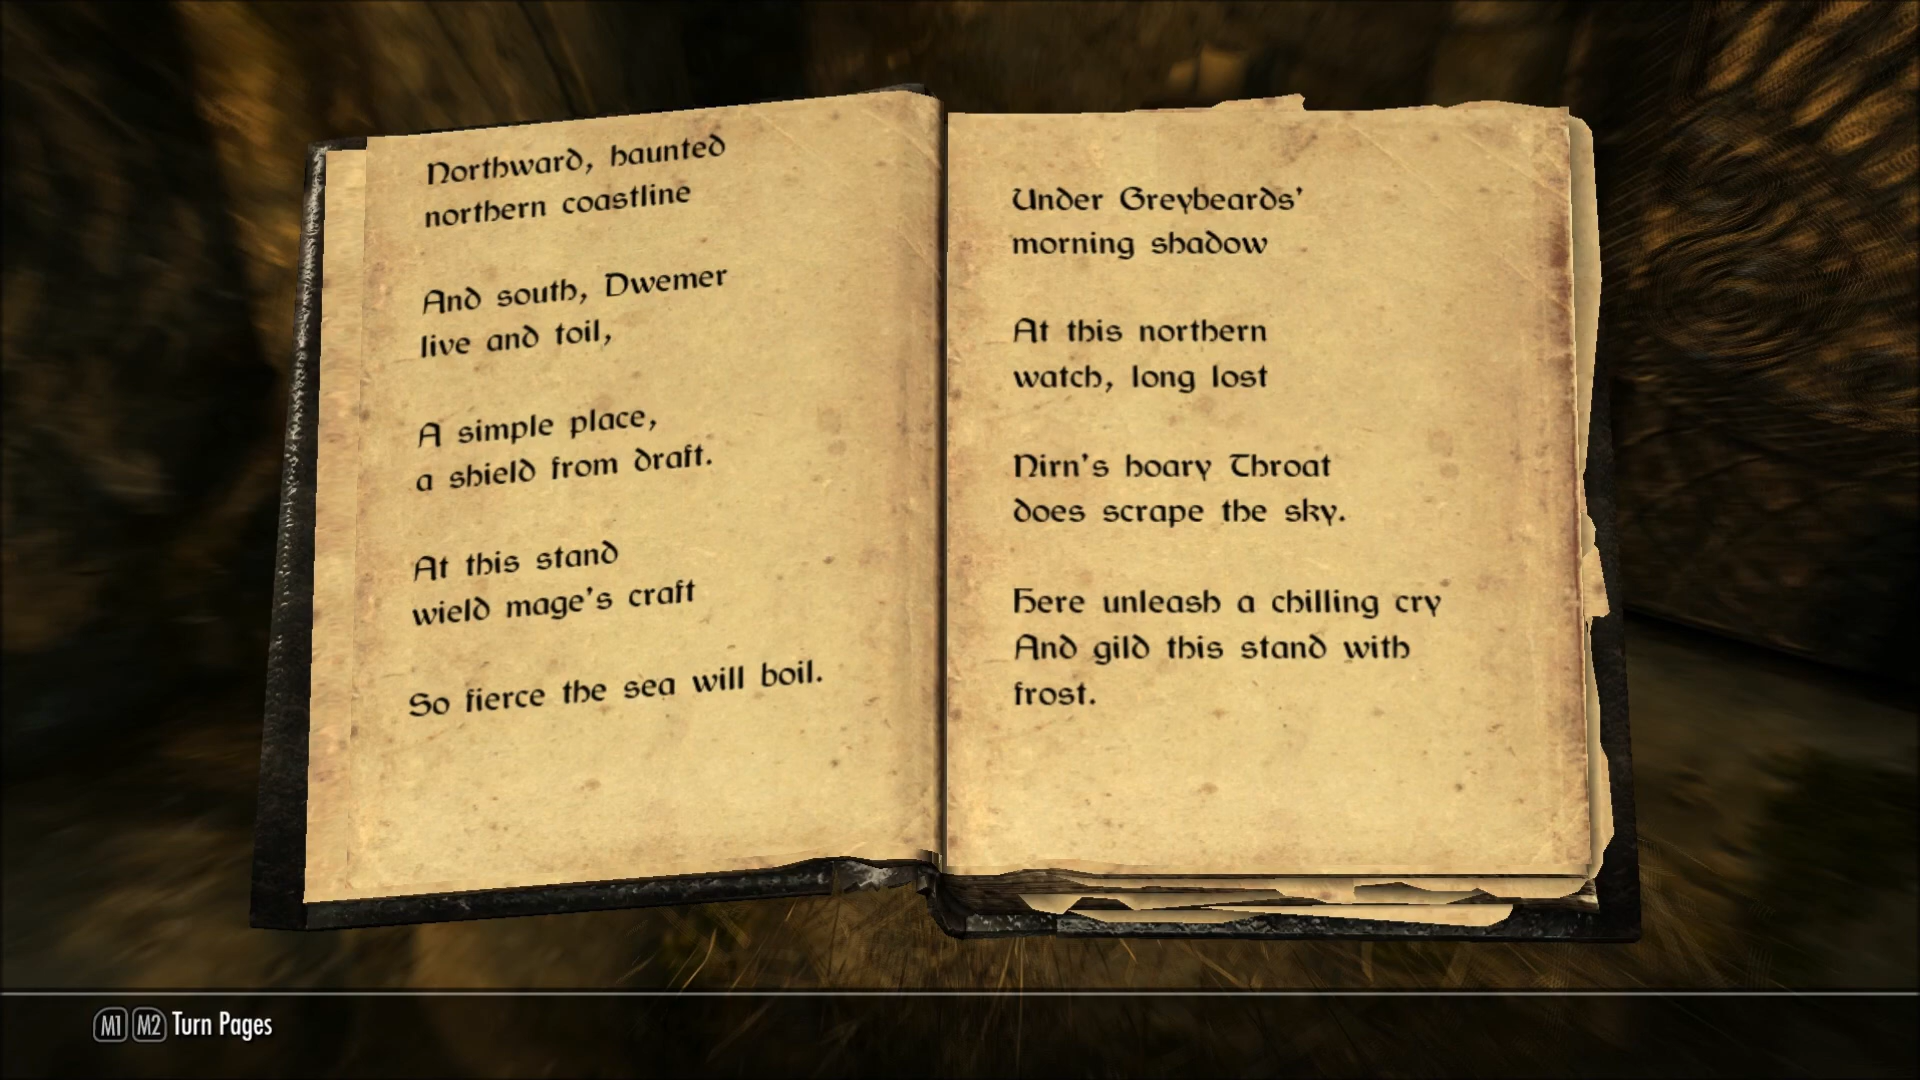 Northward, haunted
northern coastline
And south, Dwemer
live and toil,
A simple place,
a shield from draft.
At this stand
wield mage's craft
So fierce the sea will boil.
Under Greybeards'
morning shadow
At this northern
watch, long lost
Nirn's hoary Throat
does scrape the sky.
Here unleash a chilling cry
And gild this stand with
frost.
M1 M2 Turn Pages